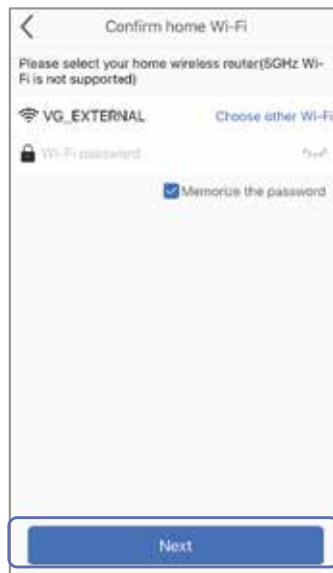 Confirm home Wi-Fi
Please select your home wireless router(5GHz Wi-
Fi is not supported)
VG_EXTERNAL Choose other Wi-Fi
Wi-Fi password
Memorize the password
Next